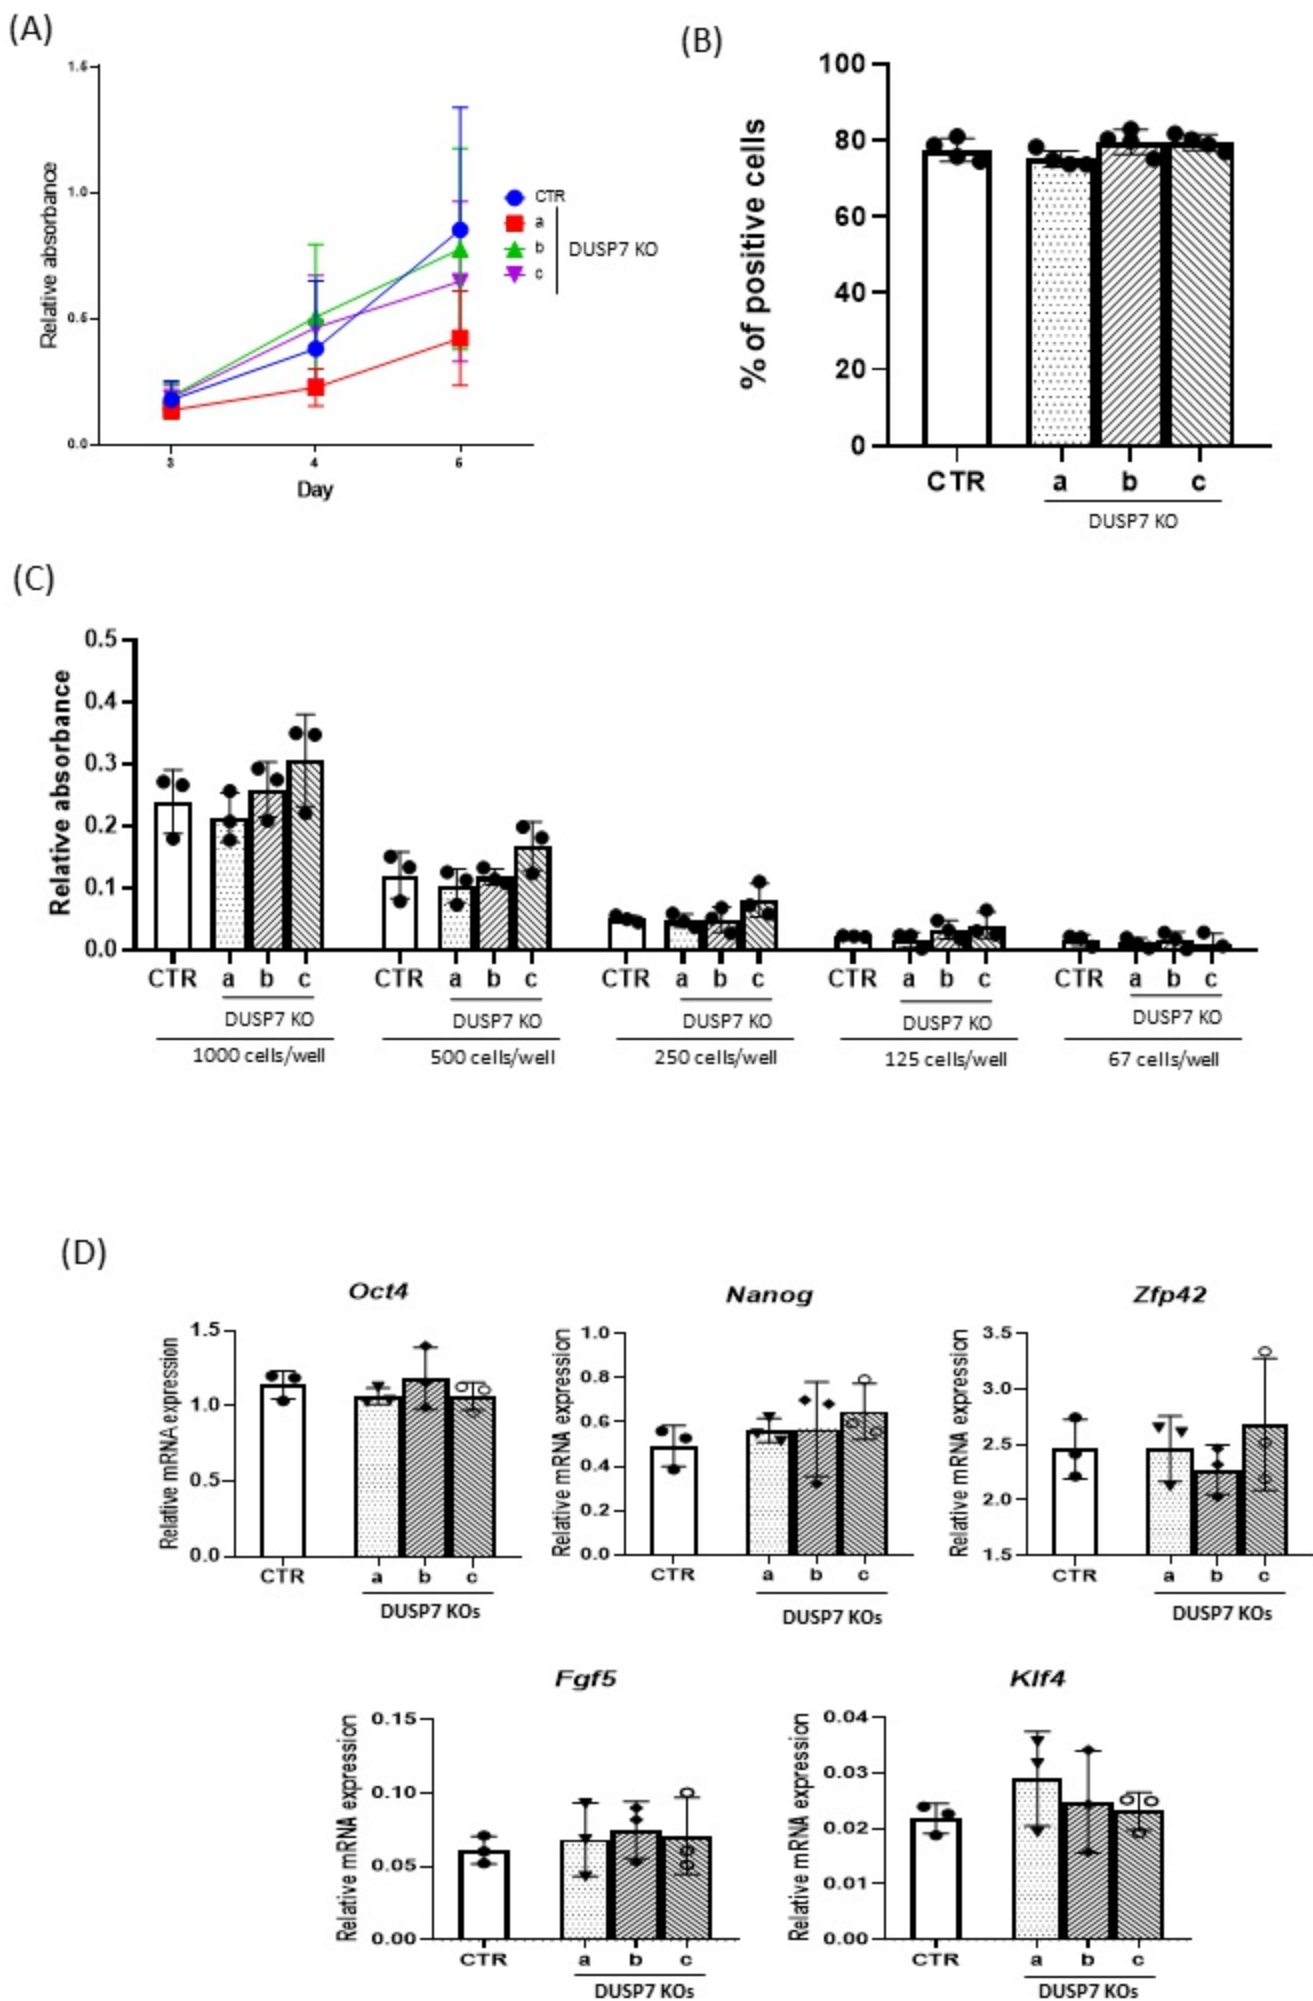 (A)
1.5
1.0
0.5
0.0
Relative absorbance
3
4
Day
CTR
a
b
c
DUSP7 KO
(B)
100
80
60
40
20
0
% of positive cells
CTR a b c
DUSP7 KO
(C)
0.5
0.4
0.3
0.2
0.1
0.0
Relative absorbance
CTR a b c CTR a b c CTR a b c CTR a b c CTR a b c
DUSP7 KO DUSP7 KO DUSP7 KO DUSP7 KO DUSP7 KO
1000 cells/well 500 cells/well 250 cells/well 125 cells/well 67 cells/well
(D)
Oct4
1.5
1.0
0.5
0.0
Relative mRNA expression
CTR a b c
DUSP7 KOs
Nanog
1.0
0.8
0.6
0.4
0.2
0.0
Relative mRNA expression
CTR a b c
DUSP7 KOs
Zfp42
3.5
3.0
2.5
2.0
1.5
Relative mRNA expression
CTR a b c
DUSP7 KOs
Fgf5
0.15
0.10
0.05
0.00
Relative mRNA expression
CTR a b c
DUSP7 KOs
Klf4
0.04
0.03
0.02
0.01
0.00
Relative mRNA expression
CTR a b c
DUSP7 KOs